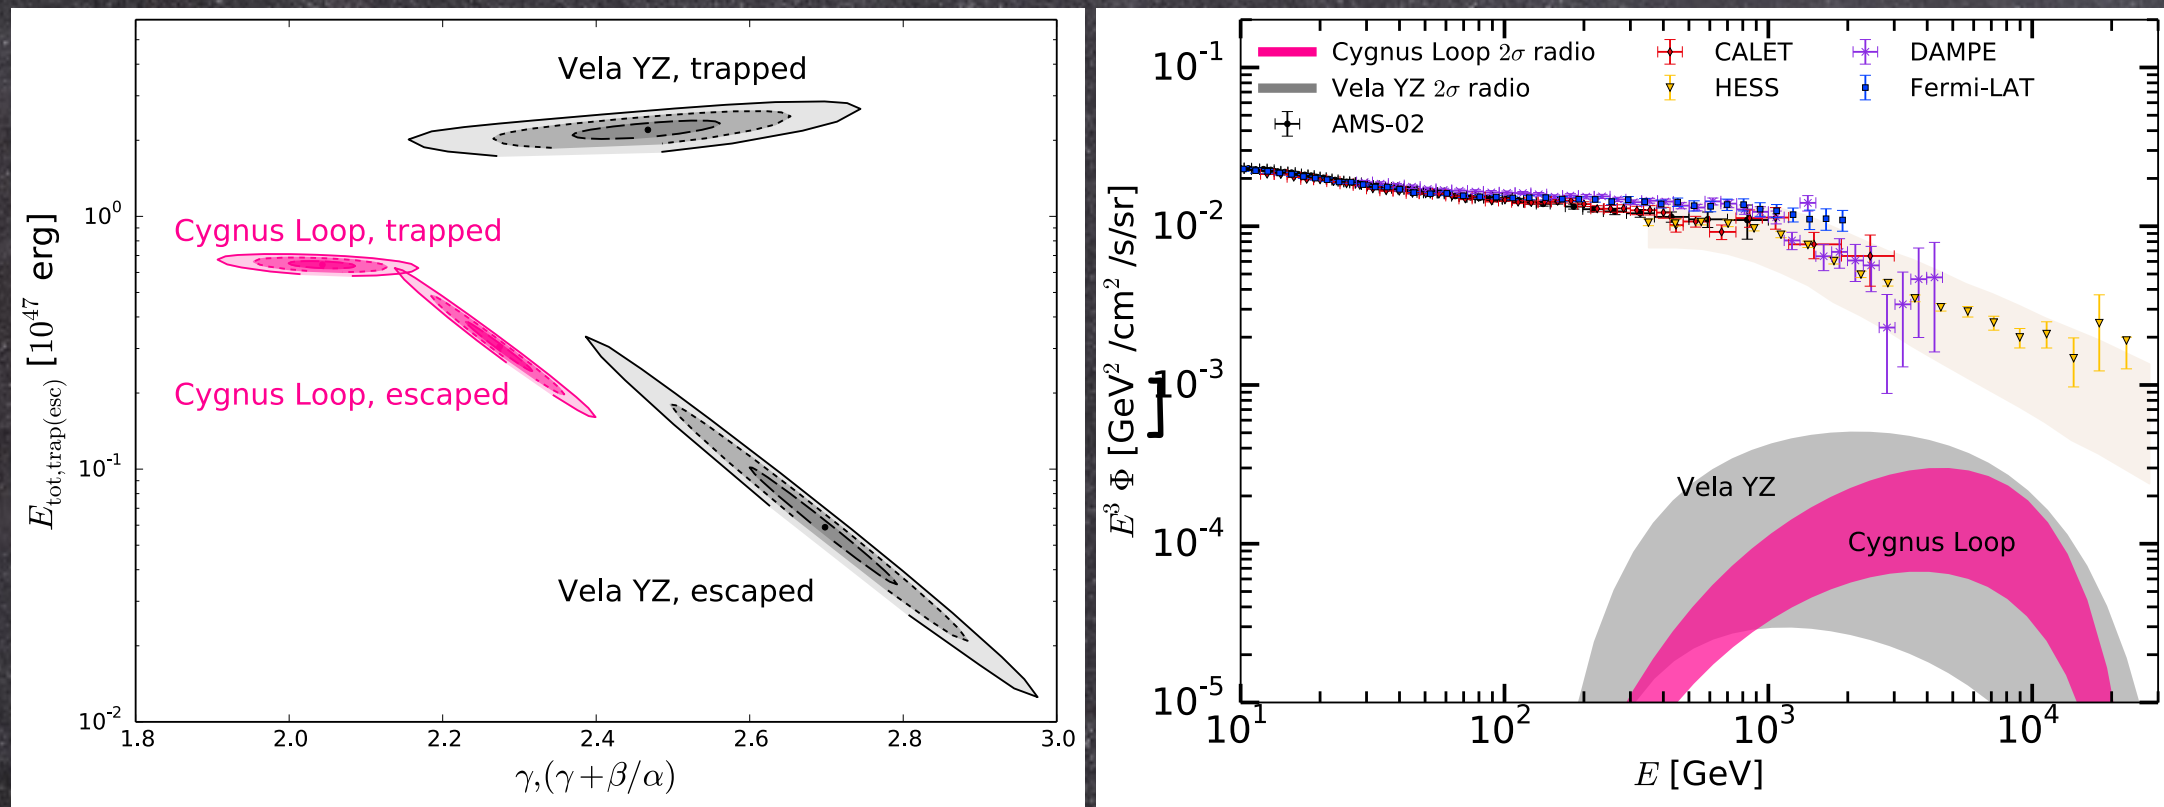 Vela YZ, trapped
Cygnus Loop, trapped
Cygnus Loop, escaped
Vela YZ, escaped
10^0
10^-1
10^-2
1.8 2.0 2.2 2.4 2.6 2.8 3.0
E_tot,trap(esc) [10^47 erg]
γ,(γ+β/α)
Cygnus Loop 2σ radio
Vela YZ 2σ radio
AMS-02
CALET
HESS
DAMPE
Fermi-LAT
Vela YZ
Cygnus Loop
10^-1
10^-2
10^-3
10^-4
10^-5
10^1 10^2 10^3 10^4
E^3 Φ [GeV^2 /cm^2 /s/sr]
E [GeV]